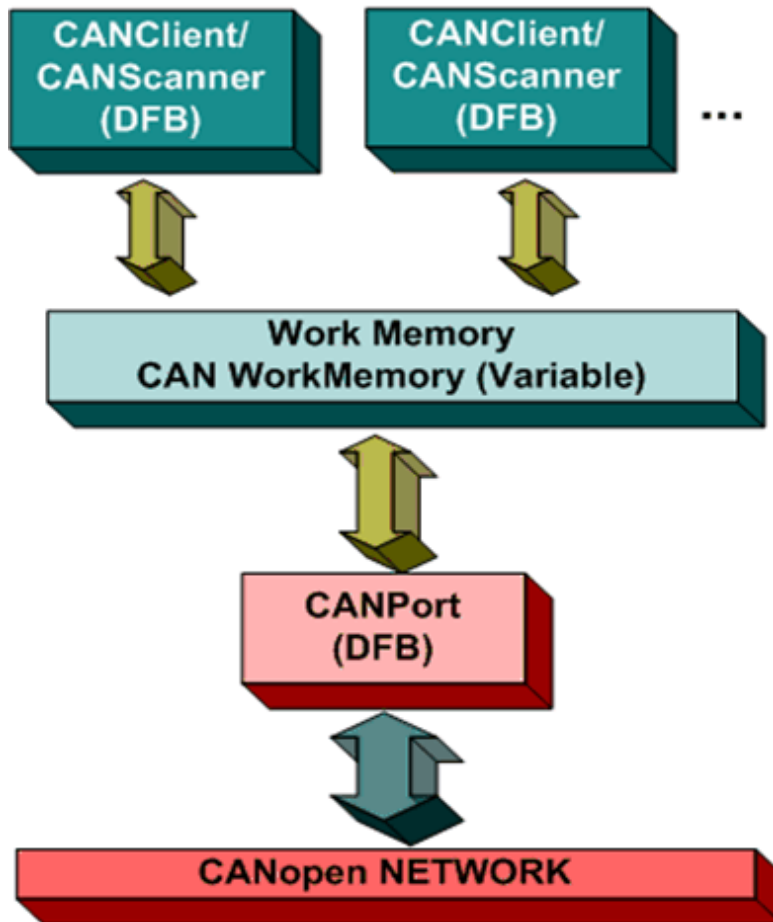 CANClient/
CANScanner
(DFB)
CANClient/
CANScanner
(DFB)
...
Work Memory
CAN WorkMemory (Variable)
CANPort
(DFB)
CANopen NETWORK